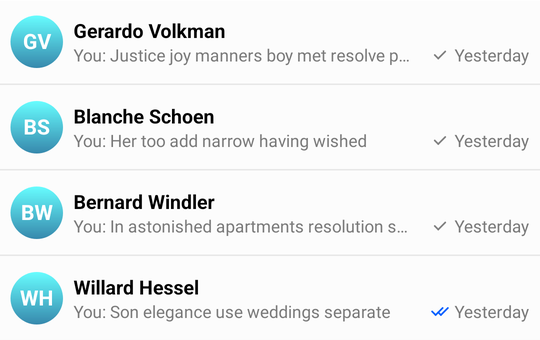 GV
Gerardo Volkman
You: Justice joy manners boy met resolve p... Yesterday
BS
Blanche Schoen
You: Her too add narrow having wished Yesterday
BW
Bernard Windler
You: In astonished apartments resolution s... Yesterday
WH
Willard Hessel
You: Son elegance use weddings separate Yesterday